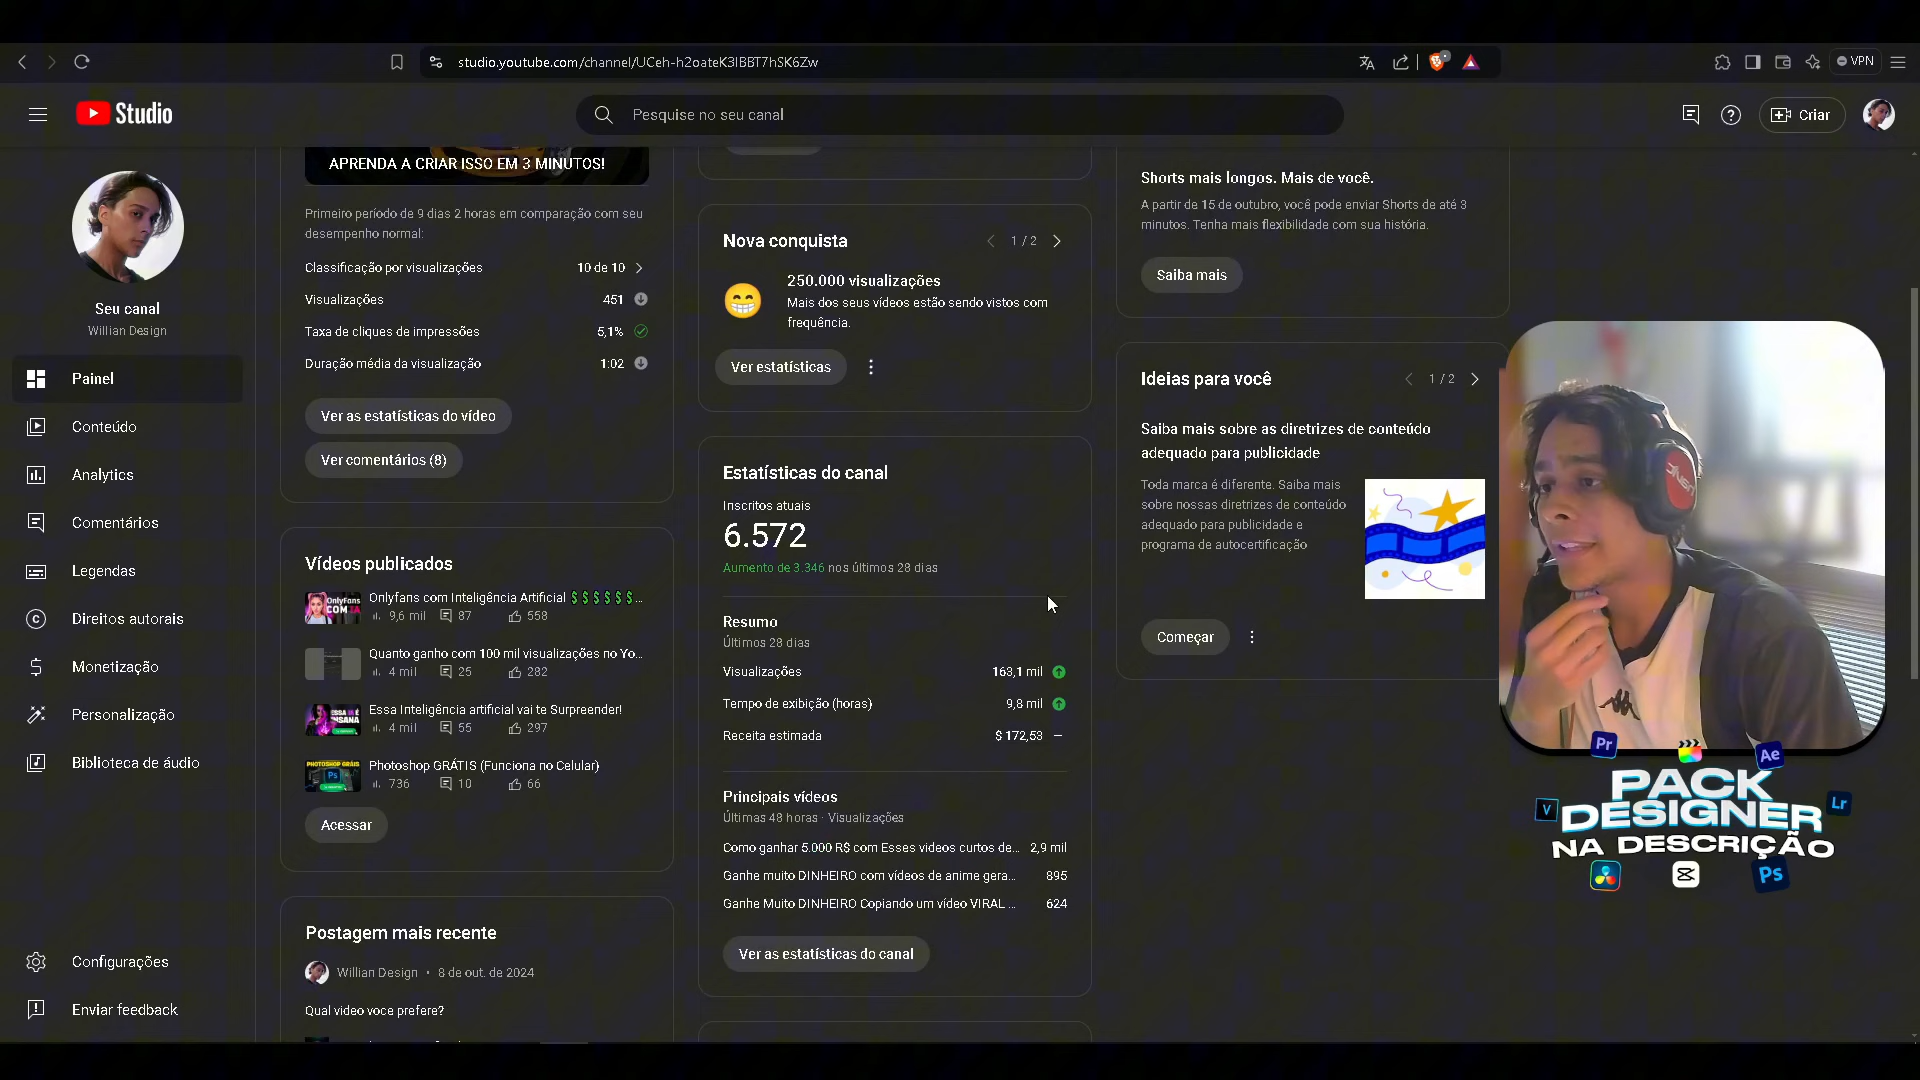 studio.youtube.com/channel/UCeh-h2oateK3IBBT7hSK6Zw
VPN
Studio
Pesquise no seu canal
Criar
Seu canal
Willian Design
Painel
Conteúdo
Analytics
Comentários
Legendas
Direitos autorais
Monetização
Personalização
Biblioteca de áudio
Configurações
Enviar feedback
APRENDA A CRIAR ISSO EM 3 MINUTOS!
Primeiro período de 9 dias 2 horas em comparação com seu
desempenho normal:
Classificação por visualizações 10 de 10
Visualizações 451
Taxa de cliques de impressões 5,1%
Duração média da visualização 1:02
Ver as estatísticas do vídeo
Ver comentários (8)
Vídeos publicados
Onlyfans com Inteligência Artificial $$$$$$...
9,6 mil 87 558
Quanto ganho com 100 mil visualizações no Yo...
4 mil 25 282
Essa Inteligência artificial vai te Surpreender!
4 mil 55 297
Photoshop GRÁTIS (Funciona no Celular)
736 10 66
Acessar
Postagem mais recente
Willian Design • 8 de out. de 2024
Qual video voce prefere?
Nova conquista 1 / 2
250.000 visualizações
Mais dos seus vídeos estão sendo vistos com
frequência.
Ver estatísticas
Estatísticas do canal
Inscritos atuais
6.572
Aumento de 3.346 nos últimos 28 dias
Resumo
Últimos 28 dias
Visualizações 163,1 mil
Tempo de exibição (horas) 9,8 mil
Receita estimada $ 172,53 —
Principais vídeos
Últimas 48 horas · Visualizações
Como ganhar 5.000 R$ com Esses videos curtos de... 2,9 mil
Ganhe muito DINHEIRO com vídeos de anime gera... 895
Ganhe Muito DINHEIRO Copiando um vídeo VIRAL ... 624
Ver as estatísticas do canal
Shorts mais longos. Mais de você.
A partir de 15 de outubro, você pode enviar Shorts de até 3
minutos. Tenha mais flexibilidade com sua história.
Saiba mais
Ideias para você 1 / 2
Saiba mais sobre as diretrizes de conteúdo
adequado para publicidade
Toda marca é diferente. Saiba mais
sobre nossas diretrizes de conteúdo
adequado para publicidade e
programa de autocertificação
Começar
Pr
Ae
PACK
V
Lr
DESIGNER
NA DESCRIÇÃO
Ps